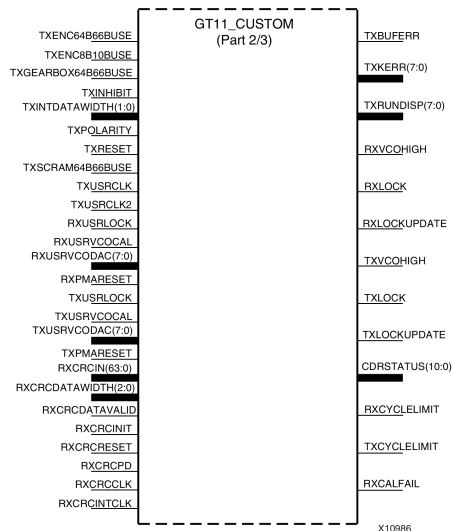 GT11_CUSTOM
(Part 2/3)
TXENC64B66BUSE
TXENC8B10BUSE
TXGEARBOX64B66BUSE
TXINHIBIT
TXINTDATAWIDTH(1:0)
TXPOLARITY
TXRESET
TXSCRAM64B66BUSE
TXUSRCLK
TXUSRCLK2
RXUSRLOCK
RXUSRVCOCAL
RXUSRVCODAC(7:0)
RXPMARESET
TXUSRLOCK
TXUSRVCOCAL
TXUSRVCODAC(7:0)
TXPMARESET
RXCRCIN(63:0)
RXCRCDATAWIDTH(2:0)
RXCRCDATAVALID
RXCRCINIT
RXCRCRESET
RXCRCPD
RXCRCCLK
RXCRCINTCLK
TXBUFERR
TXKERR(7:0)
TXRUNDISP(7:0)
RXVCOHIGH
RXLOCK
RXLOCKUPDATE
TXVCOHIGH
TXLOCK
TXLOCKUPDATE
CDRSTATUS(10:0)
RXCYCLELIMIT
TXCYCLELIMIT
RXCALFAIL
X10986